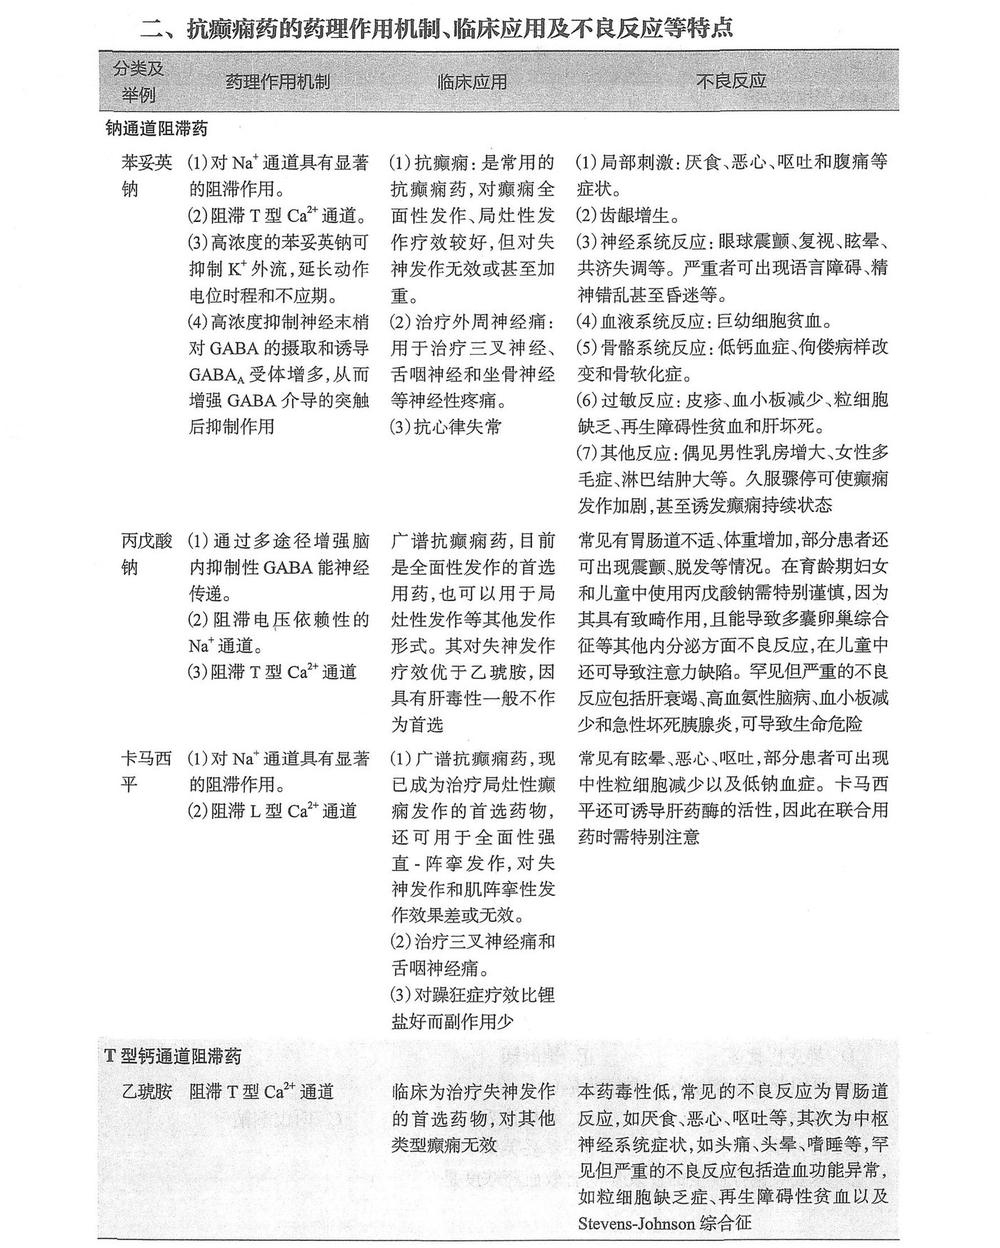 二、抗癫痫药的药理作用机制、临床应用及不良反应等特点
分类及
举例
药理作用机制
临床应用
不良反应
钠通道阻滞药
苯妥英
钠
(1)对 Na⁺ 通道具有显著
的阻滞作用。
(2)阻滞 T 型 Ca²⁺ 通道。
(3)高浓度的苯妥英钠可
抑制 K⁺ 外流,延长动作
电位时程和不应期。
(4)高浓度抑制神经末梢
对 GABA 的摄取和诱导
GABA_A 受体增多,从而
增强 GABA 介导的突触
后抑制作用
(1)抗癫痫:是常用的
抗癫痫药,对癫痫全
面性发作、局灶性发
作疗效较好,但对失
神发作无效或甚至加
重。
(2)治疗外周神经痛:
用于治疗三叉神经、
舌咽神经和坐骨神经
等神经性疼痛。
(3)抗心律失常
(1)局部刺激:厌食、恶心、呕吐和腹痛等
症状。
(2)齿龈增生。
(3)神经系统反应:眼球震颤、复视、眩晕、
共济失调等。严重者可出现语言障碍、精
神错乱甚至昏迷等。
(4)血液系统反应:巨幼细胞贫血。
(5)骨骼系统反应:低钙血症、佝偻病样改
变和骨软化症。
(6)过敏反应:皮疹、血小板减少、粒细胞
缺乏、再生障碍性贫血和肝坏死。
(7)其他反应:偶见男性乳房增大、女性多
毛症、淋巴结肿大等。久服骤停可使癫痫
发作加剧,甚至诱发癫痫持续状态
丙戊酸
钠
(1)通过多途径增强脑
内抑制性 GABA 能神经
传递。
(2)阻滞电压依赖性的
Na⁺ 通道。
(3)阻滞 T 型 Ca²⁺ 通道
广谱抗癫痫药,目前
是全面性发作的首选
用药,也可以用于局
灶性发作等其他发作
形式。其对失神发作
疗效优于乙琥胺,因
具有肝毒性一般不作
为首选
常见有胃肠道不适、体重增加,部分患者还
可出现震颤、脱发等情况。在育龄期妇女
和儿童中使用丙戊酸钠需特别谨慎,因为
其具有致畸作用,且能导致多囊卵巢综合
征等其他内分泌方面不良反应,在儿童中
还可导致注意力缺陷。罕见但严重的不良
反应包括肝衰竭、高血氨性脑病、血小板减
少和急性坏死胰腺炎,可导致生命危险
卡马西
平
(1)对 Na⁺ 通道具有显著
的阻滞作用。
(2)阻滞 L 型 Ca²⁺ 通道
(1)广谱抗癫痫药,现
已成为治疗局灶性癫
痫发作的首选药物,
还可用于全面性强
直-阵挛发作,对失
神发作和肌阵挛性发
作效果差或无效。
(2)治疗三叉神经痛和
舌咽神经痛。
(3)对躁狂症疗效比锂
盐好而副作用少
常见有眩晕、恶心、呕吐,部分患者可出现
中性粒细胞减少以及低钠血症。卡马西
平还可诱导肝药酶的活性,因此在联合用
药时需特别注意
T 型钙通道阻滞药
乙琥胺
阻滞 T 型 Ca²⁺ 通道
临床为治疗失神发作
的首选药物,对其他
类型癫痫无效
本药毒性低,常见的不良反应为胃肠道
反应,如厌食、恶心、呕吐等,其次为中枢
神经系统症状,如头痛、头晕、嗜睡等,罕
见但严重的不良反应包括造血功能异常,
如粒细胞缺乏症、再生障碍性贫血以及
Stevens-Johnson 综合征